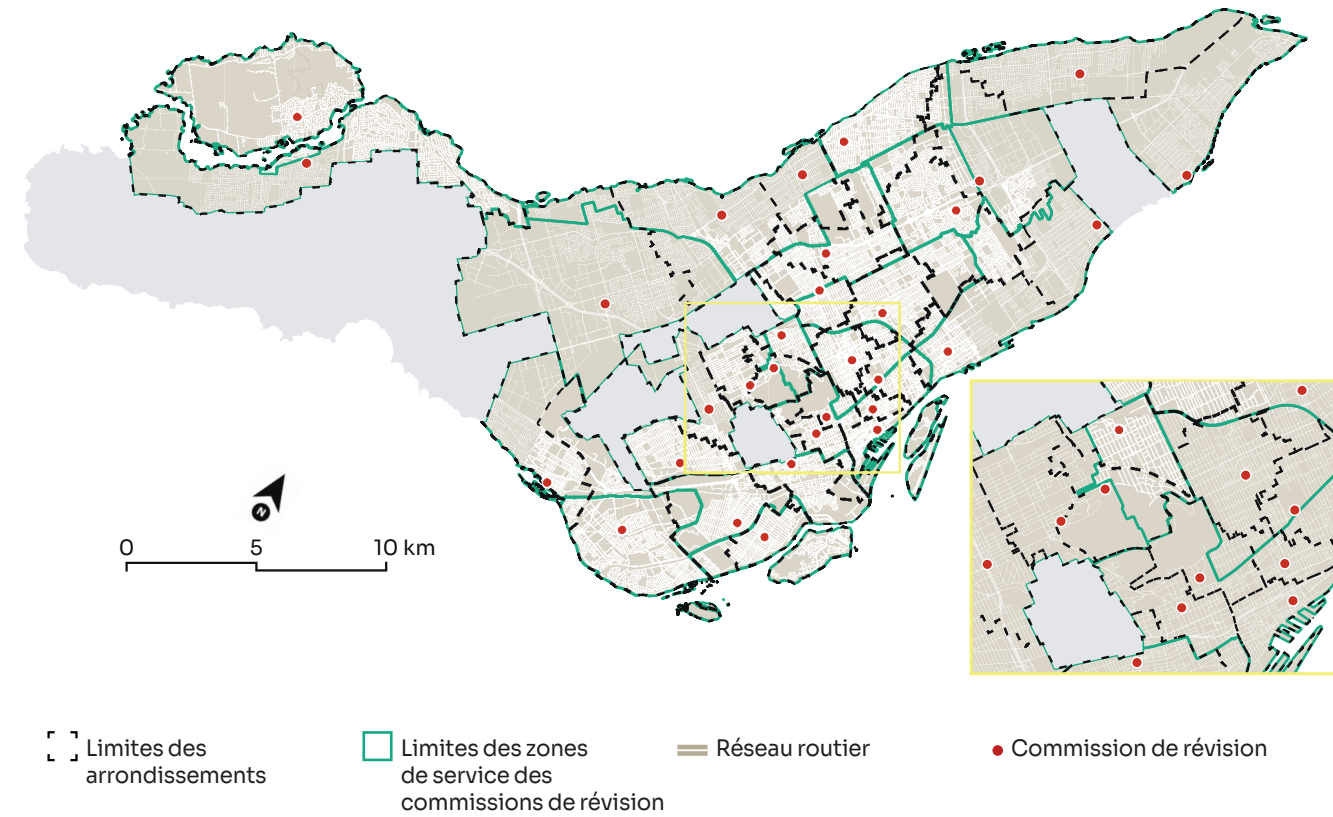 N
0
5
10 km
Limites des
arrondissements
Limites des zones
de service des
commissions de révision
Réseau routier
Commission de révision